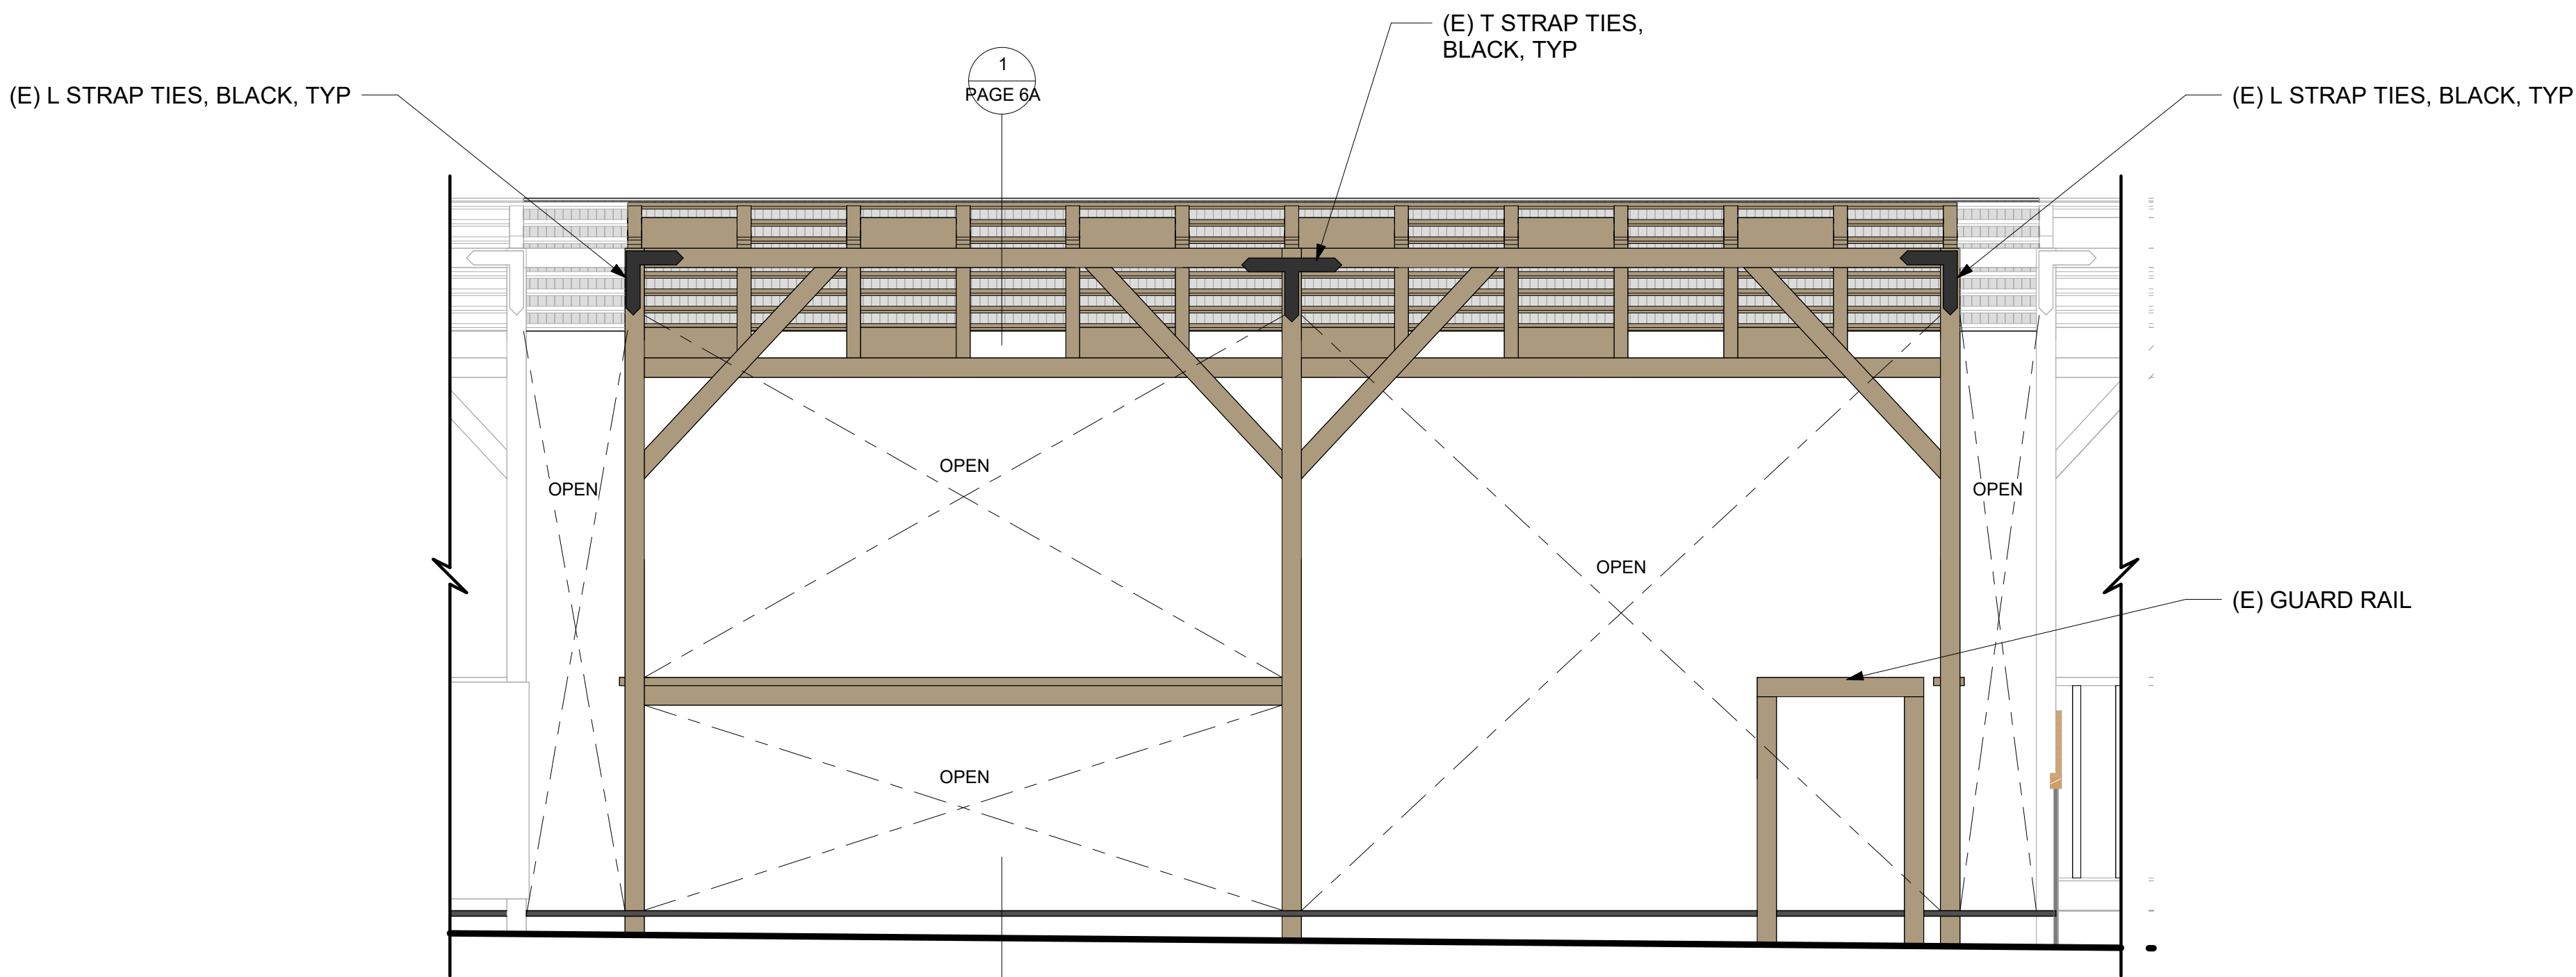 (E) T STRAP TIES,
BLACK, TYP
1
PAGE 6A
(E) L STRAP TIES, BLACK, TYP
(E) L STRAP TIES, BLACK, TYP
OPEN
OPEN
OPEN
OPEN
(E) GUARD RAIL
OPEN